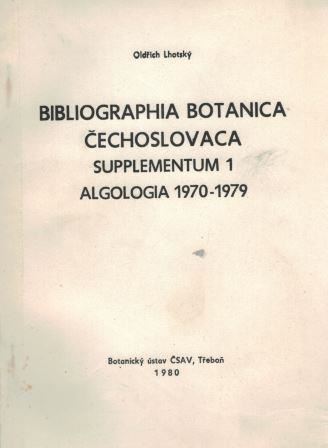 Oldřich Lhotský
BIBLIOGRAPHIA BOTANICA
ČECHOSLOVACA
SUPPLEMENTUM 1
ALGOLOGIA 1970-1979
Botanický ústav ČSAV, Třeboň
1980